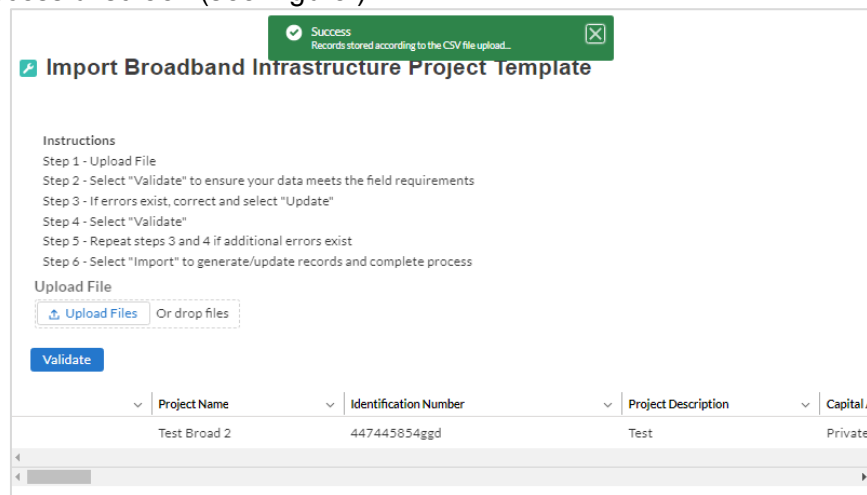 Success
Records stored according to the CSV file upload...
Import Broadband Infrastructure Project Template
Instructions
Step 1 - Upload File
Step 2 - Select "Validate" to ensure your data meets the field requirements
Step 3 - If errors exist, correct and select "Update"
Step 4 - Select "Validate"
Step 5 - Repeat steps 3 and 4 if additional errors exist
Step 6 - Select "Import" to generate/update records and complete process
Upload File
Upload Files Or drop files
Validate
Project Name Identification Number Project Description Capital
Test Broad 2 447445854ggd Test Private